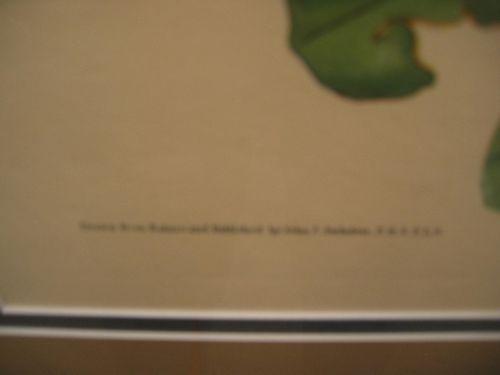 Drawn from Nature and Published by John J. Audubon, F.R.S. F.L.S.